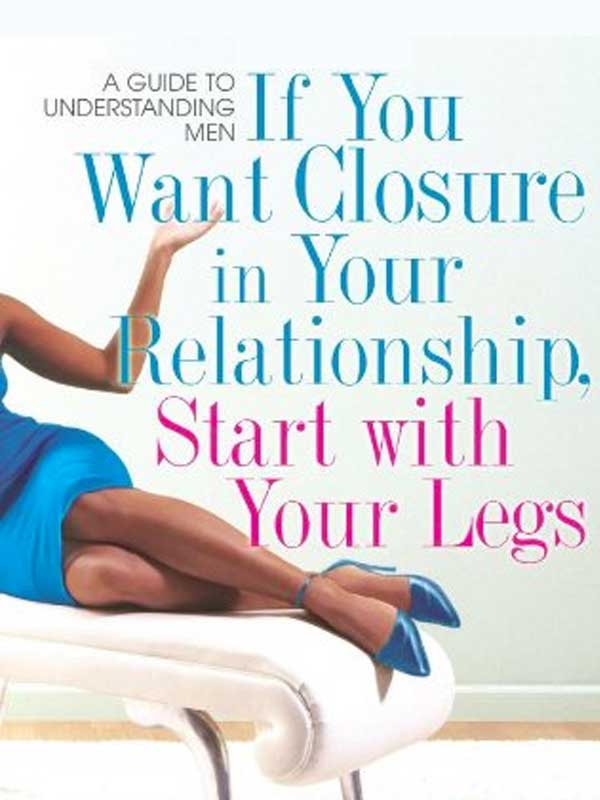 A GUIDE TO
UNDERSTANDING
MEN
If You
Want Closure
in Your
Relationship,
Start with
Your Legs